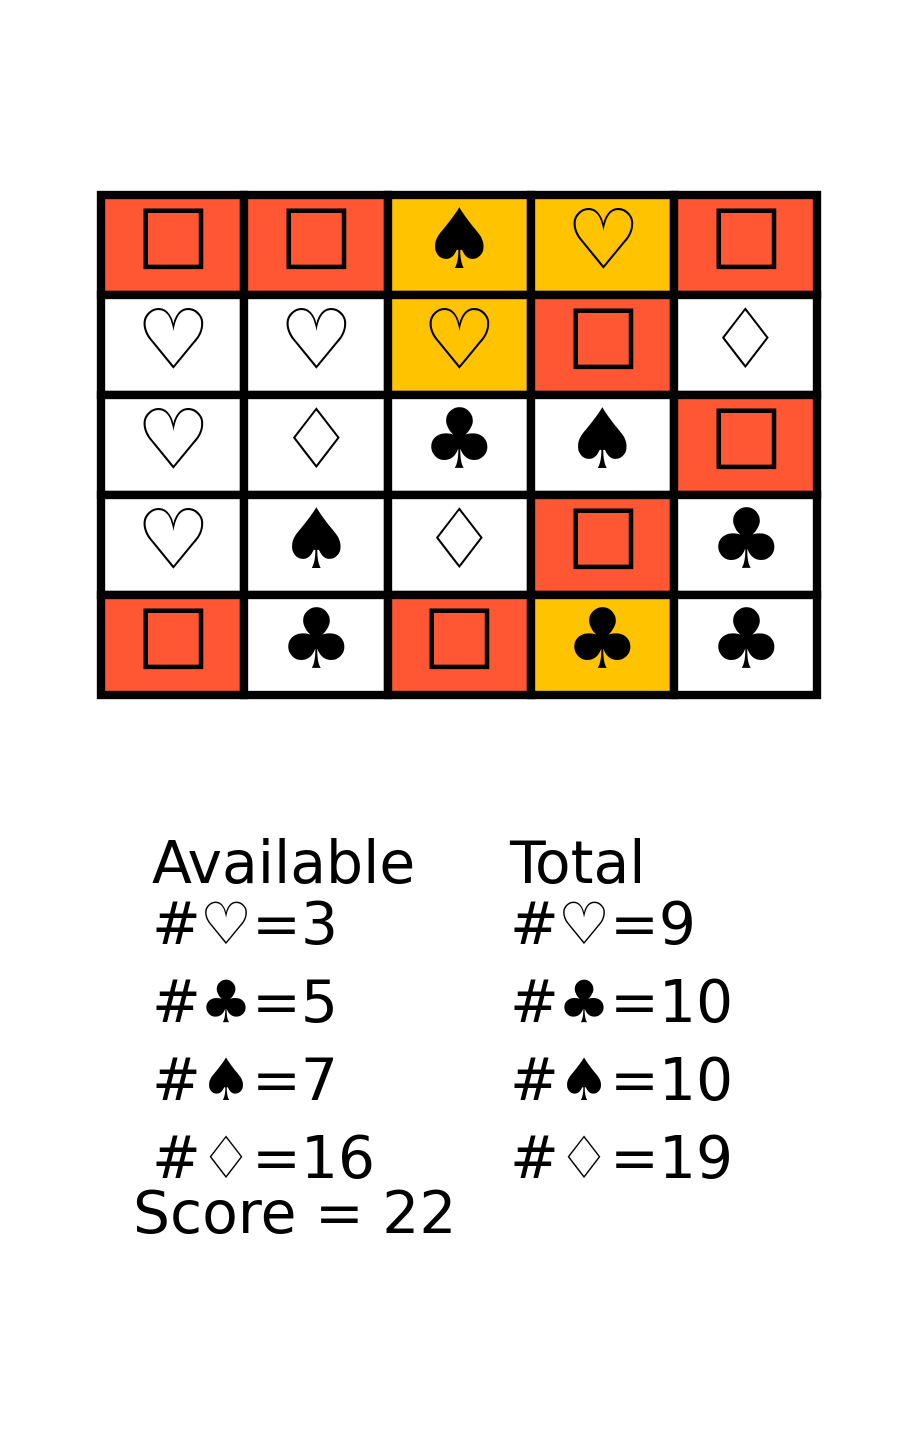 □ □ ♠ ♡ □
♡ ♡ ♡ □ ♢
♡ ♢ ♣ ♠ □
♡ ♠ ♢ □ ♣
□ ♣ □ ♣ ♣
Available Total
#♡=3 #♡=9
#♣=5 #♣=10
#♠=7 #♠=10
#♢=16 #♢=19
Score = 22